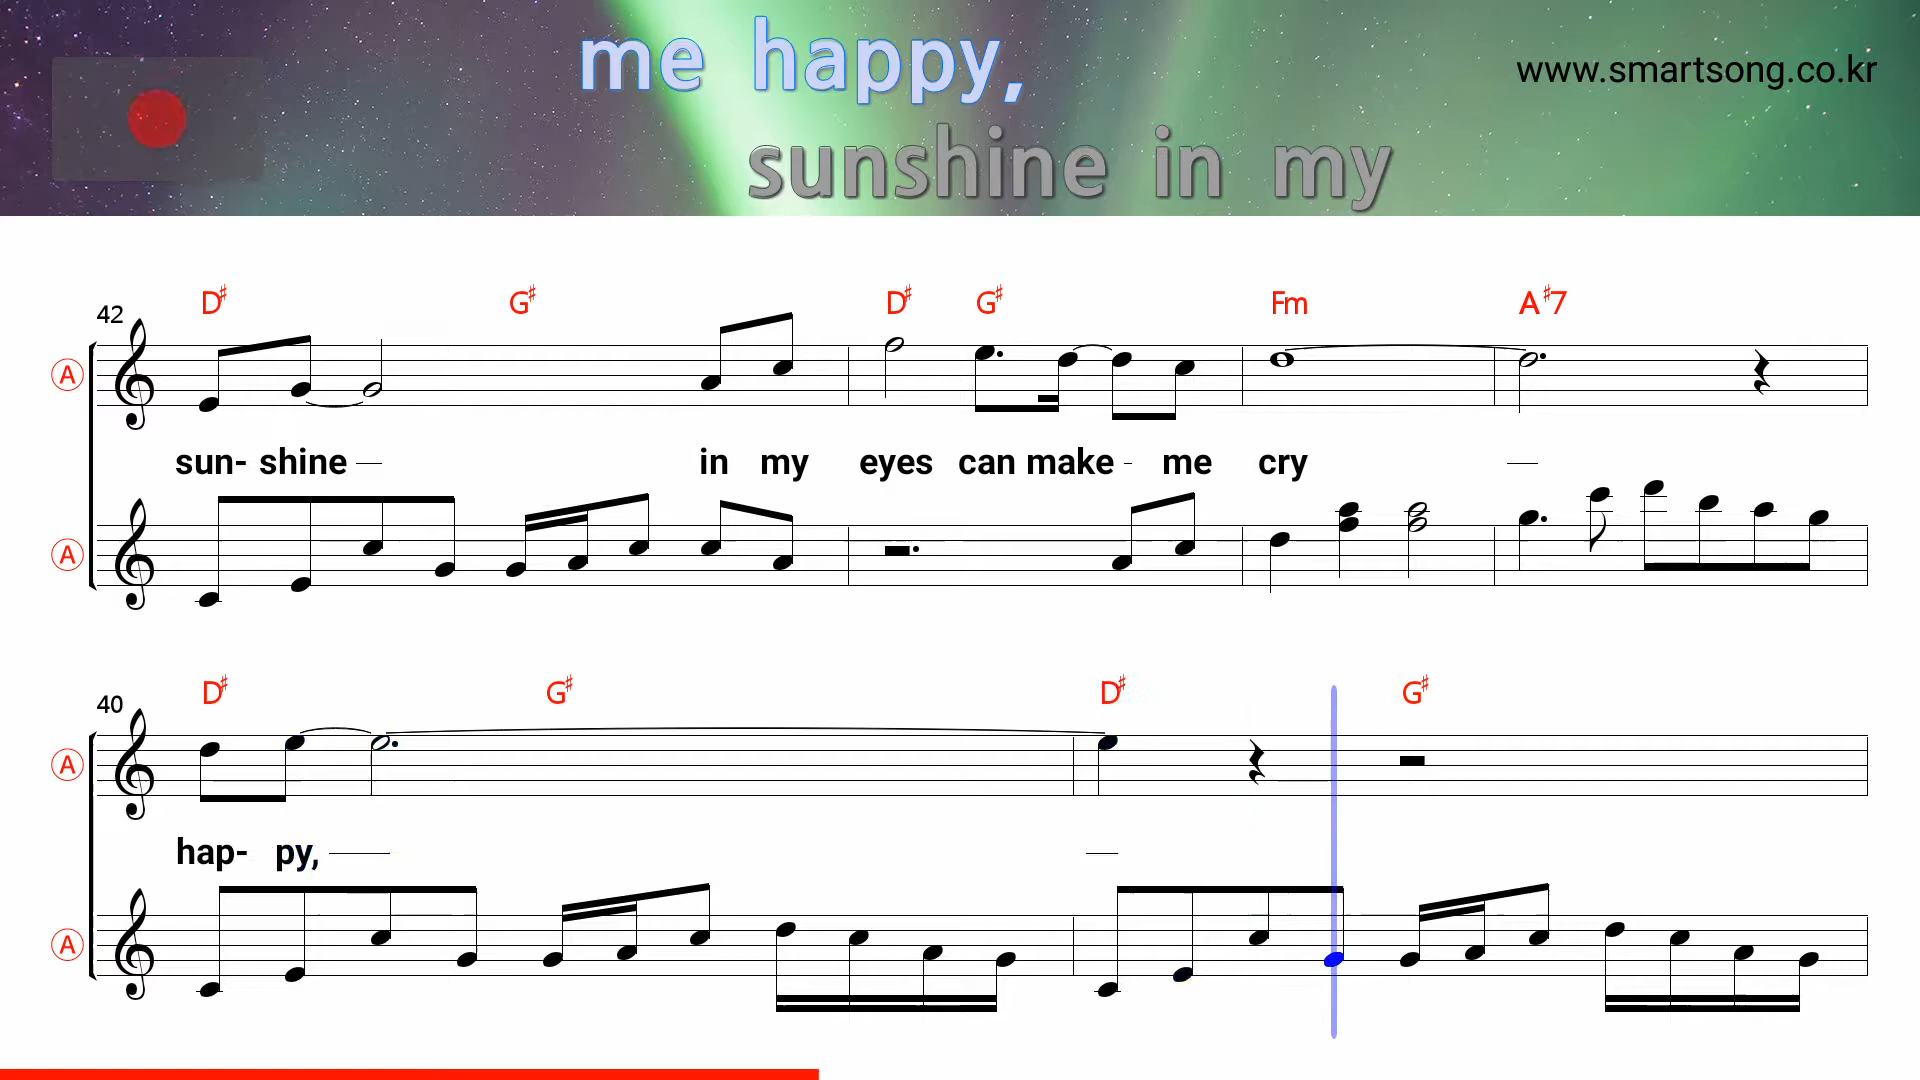 me happy,
www.smartsong.co.kr
sunshine in my
D♯ G♯ D♯ G♯ Fm A♯7
42
A
sun- shine in my eyes can make - me cry
A
D♯ G♯ D♯ G♯
40
A
hap- py,
A